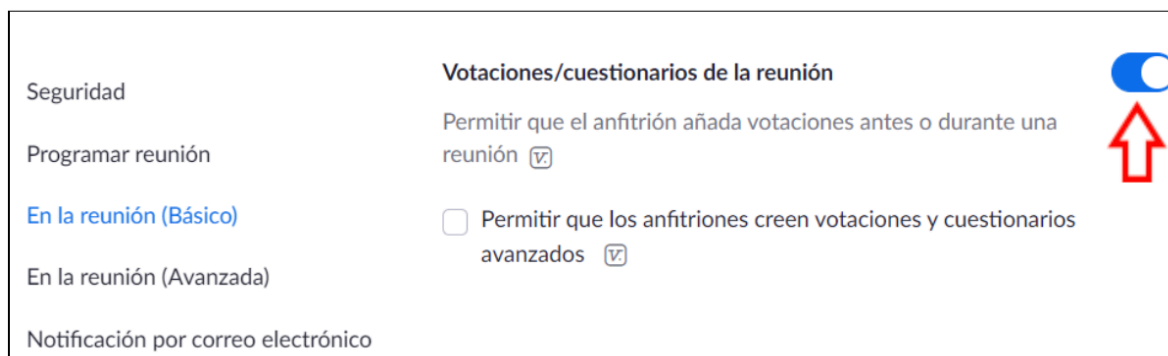 Seguridad
Programar reunión
En la reunión (Básico)
En la reunión (Avanzada)
Notificación por correo electrónico
Votaciones/cuestionarios de la reunión
Permitir que el anfitrión añada votaciones antes o durante una
reunión
Permitir que los anfitriones creen votaciones y cuestionarios
avanzados